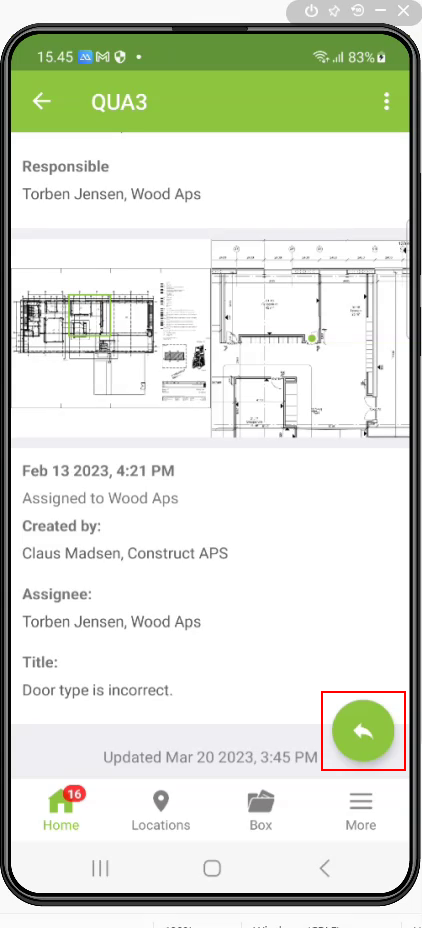 15.45
83%
QUA3
Responsible
Torben Jensen, Wood Aps
Feb 13 2023, 4:21 PM
Assigned to Wood Aps
Created by:
Claus Madsen, Construct APS
Assignee:
Torben Jensen, Wood Aps
Title:
Door type is incorrect.
Updated Mar 20 2023, 3:45 PM
16
Home
Locations
Box
More